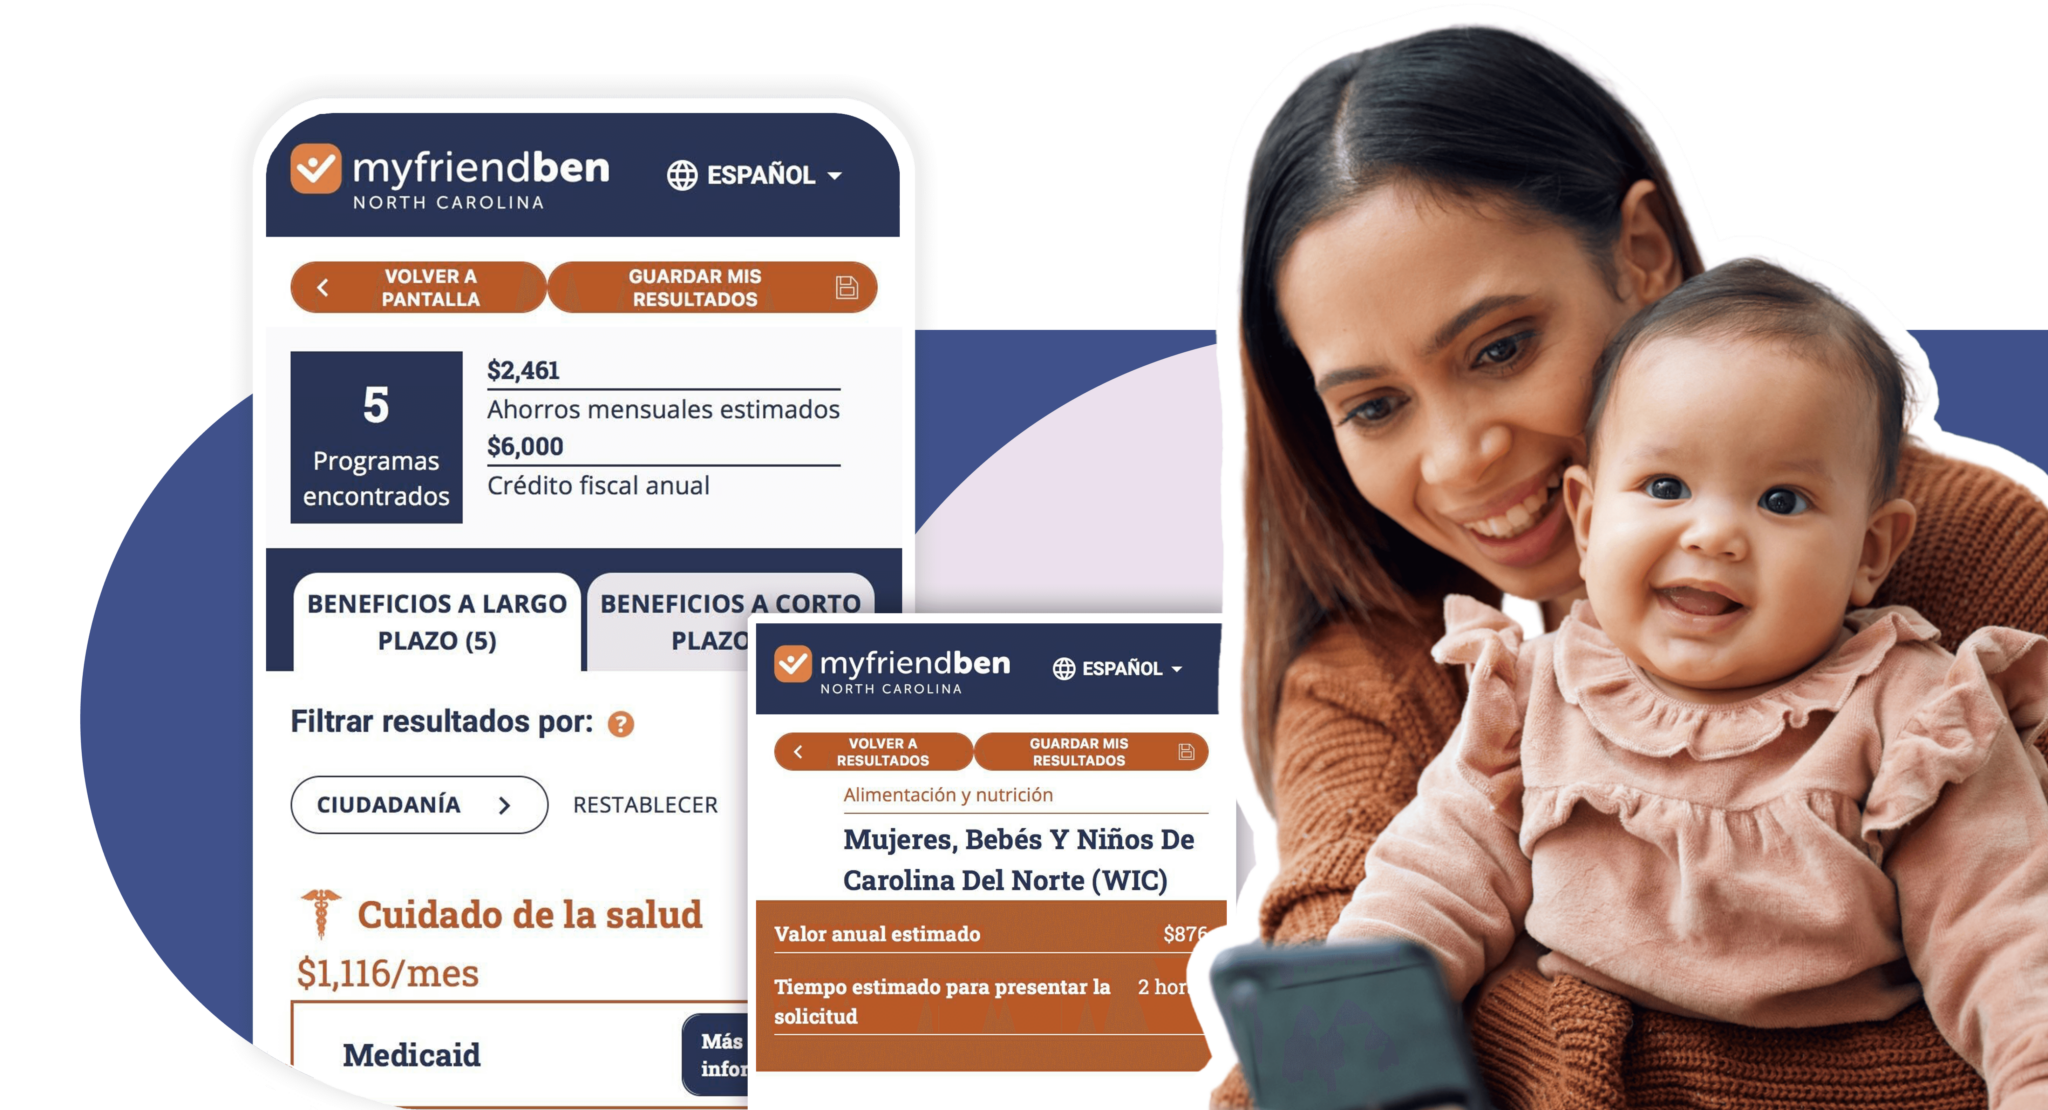 myfriendben
NORTH CAROLINA
ESPAÑOL
VOLVER A
PANTALLA
GUARDAR MIS
RESULTADOS
5
Programas
encontrados
$2,461
Ahorros mensuales estimados
$6,000
Crédito fiscal anual
BENEFICIOS A LARGO
PLAZO (5)
BENEFICIOS A CORTO
PLAZO
Filtrar resultados por: ?
CIUDADANÍA
RESTABLECER
Cuidado de la salud
$1,116/mes
Medicaid
Más
myfriendben
NORTH CAROLINA
ESPAÑOL
VOLVER A
RESULTADOS
GUARDAR MIS
RESULTADOS
Alimentación y nutrición
Mujeres, Bebés Y Niños De
Carolina Del Norte (WIC)
Valor anual estimado
$876
Tiempo estimado para presentar la
solicitud
2